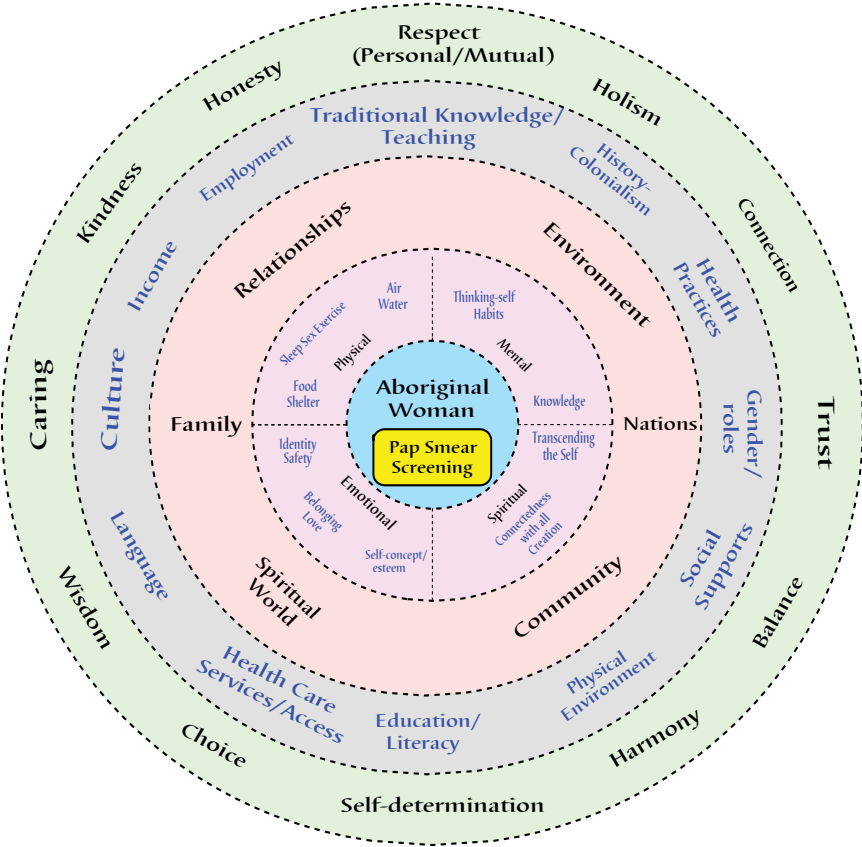 Respect
(Personal/Mutual)
Holism
Connection
Trust
Balance
Harmony
Self-determination
Choice
Wisdom
Caring
Kindness
Honesty
Traditional Knowledge/
Teaching
History-
Colonialism
Health
Practices
Gender/
roles
Social
Supports
Physical
Environment
Education/
Literacy
Health Care
Services/Access
Language
Culture
Income
Employment
Relationships
Environment
Nations
Community
Spiritual
World
Family
Air
Water
Sleep Sex Exercise
Physical
Food
Shelter
Thinking-self
Habits
Mental
Knowledge
Transcending
the Self
Spiritual
Connectedness
with all
Creation
Identity
Safety
Emotional
Belonging
Love
Self-concept/
esteem
Aboriginal
Woman
Pap Smear
Screening